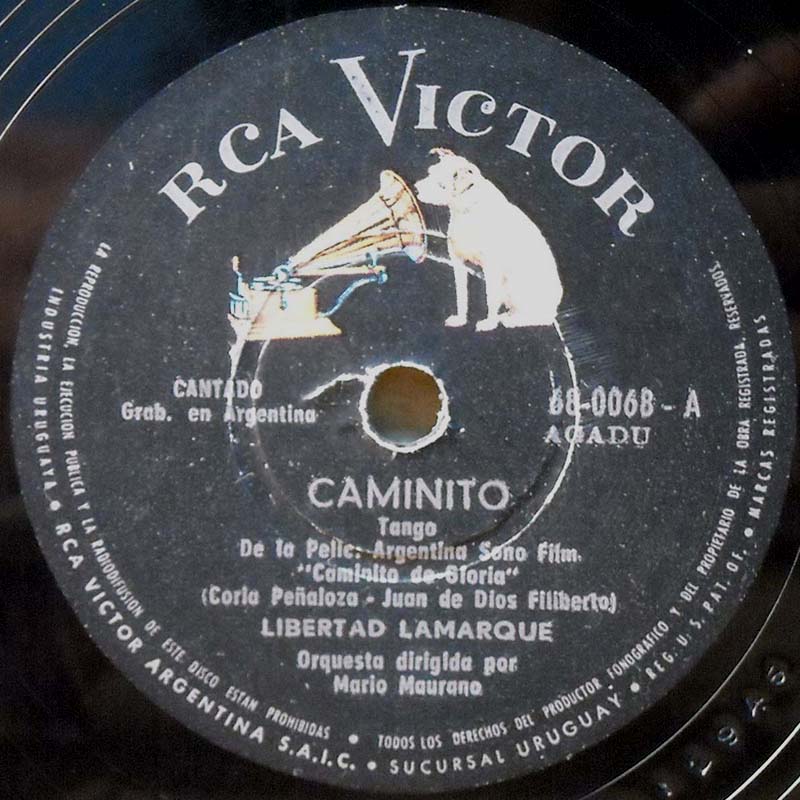 RCA VICTOR
CANTADO
Grab. en Argentina
68-0068 - A
AGADU
CAMINITO
Tango
De la Pelic. Argentina Sono Film.
"Caminito de Gloria"
(Coria Peñaloza - Juan de Dios Filiberto)
LIBERTAD LAMARQUE
Orquesta dirigida por
Mario Maurano
LA REPRODUCCION, LA EJECUCION PUBLICA Y LA RADIODIFUSION DE ESTE DISCO ESTAN PROHIBIDAS • TODOS LOS DERECHOS DEL PRODUCTOR FONOGRAFICO Y DEL PROPIETARIO DE LA OBRA REGISTRADA, RESERVADOS.
INDUSTRIA URUGUAYA • RCA VICTOR ARGENTINA S.A.I.C. • SUCURSAL URUGUAY • REG. U. S. PAT. OF. • MARCAS REGISTRADAS